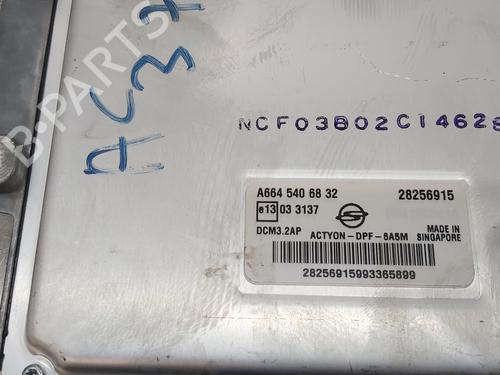 AC3
NCF03B02C1462
A664 540 68 32 28256915
e13 03 3137
DCM3.2AP ACTYON-DPF-6A5M MADE IN SINGAPORE
28256915993365899
B-PARTS